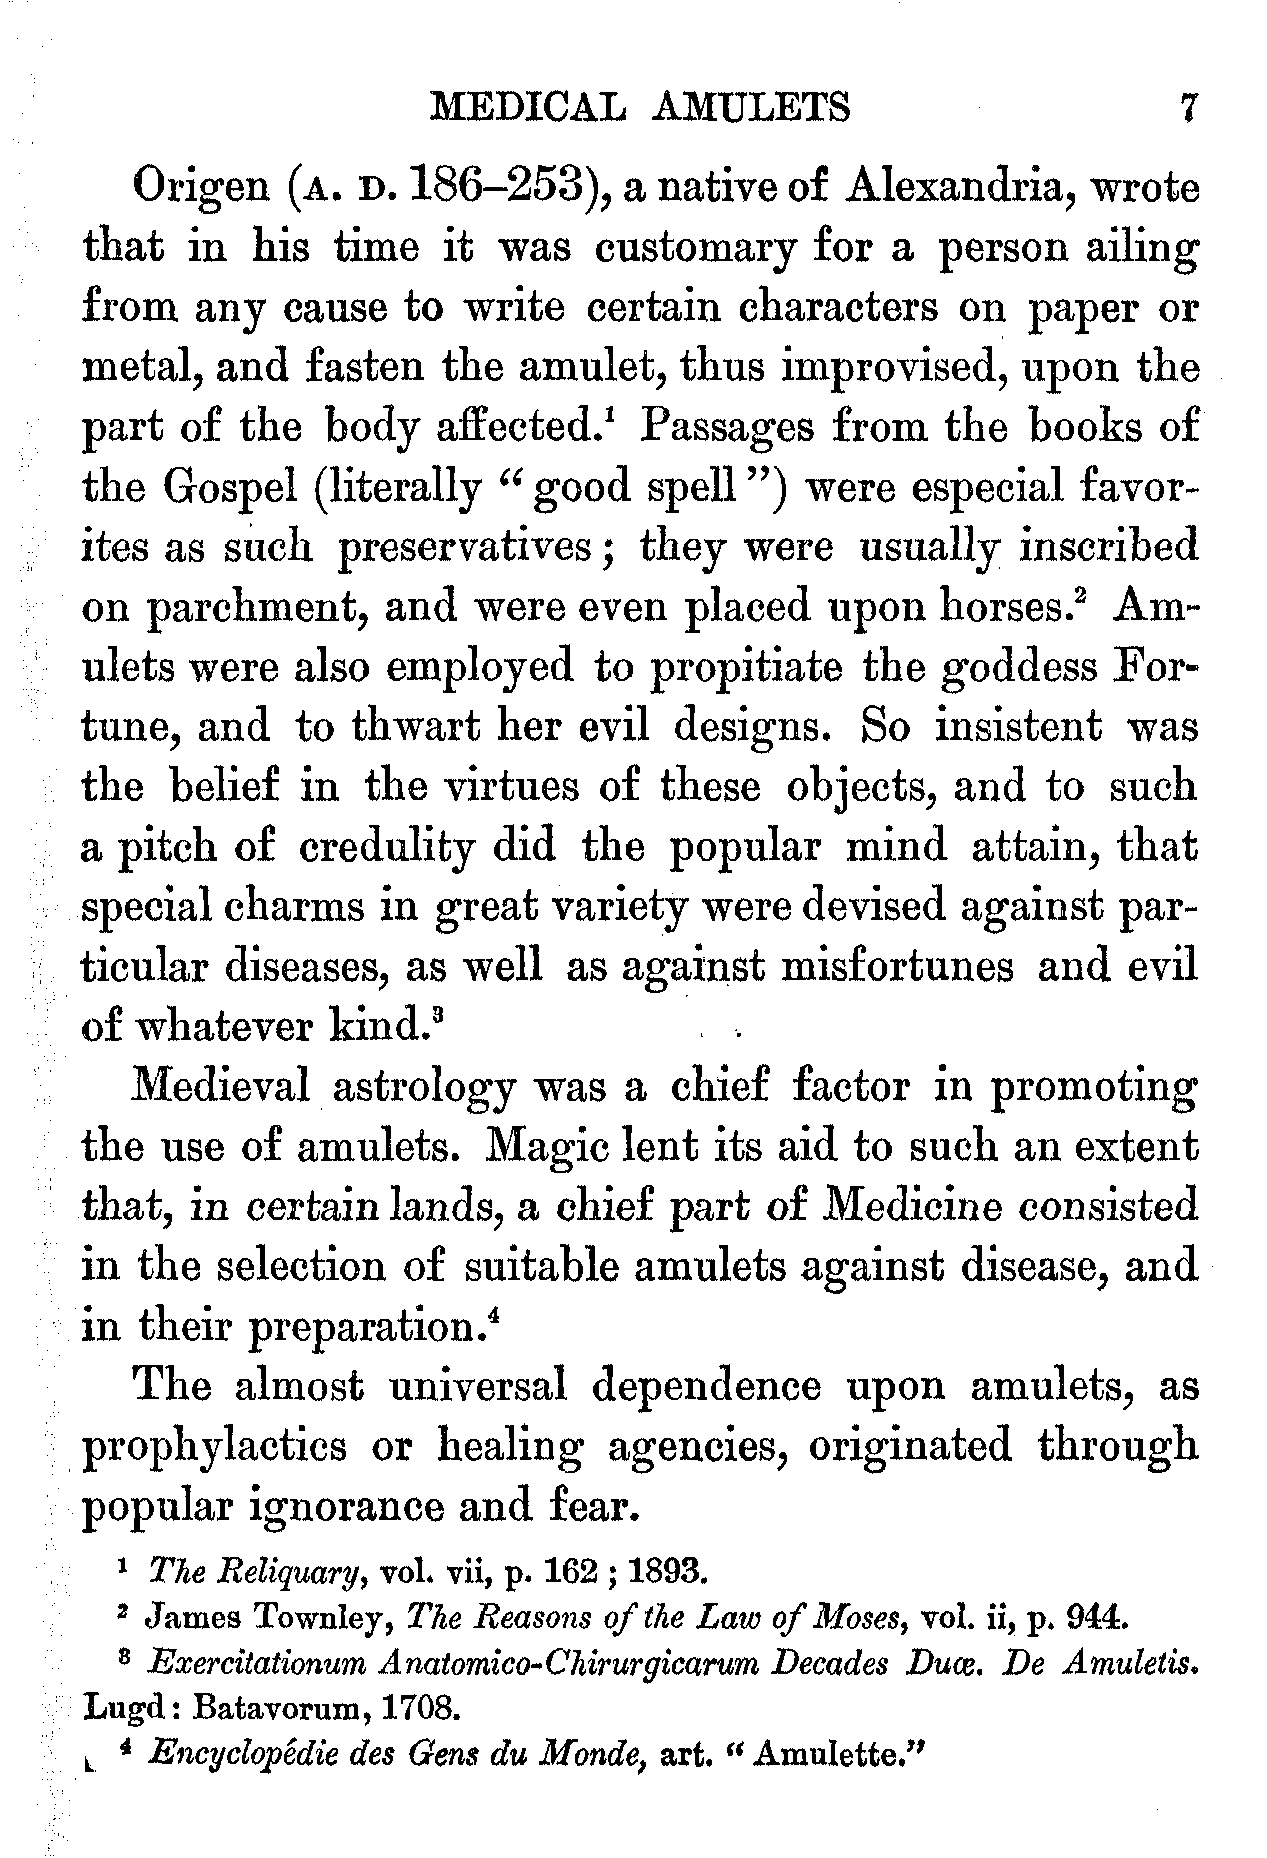 MEDICAL AMULETS 7
Origen (A. D. 186–253), a native of Alexandria, wrote
that in his time it was customary for a person ailing
from any cause to write certain characters on paper or
metal, and fasten the amulet, thus improvised, upon the
part of the body affected.¹ Passages from the books of
the Gospel (literally “ good spell ”) were especial favor-
ites as such preservatives ; they were usually inscribed
on parchment, and were even placed upon horses.² Am-
ulets were also employed to propitiate the goddess For-
tune, and to thwart her evil designs. So insistent was
the belief in the virtues of these objects, and to such
a pitch of credulity did the popular mind attain, that
special charms in great variety were devised against par-
ticular diseases, as well as against misfortunes and evil
of whatever kind.³
Medieval astrology was a chief factor in promoting
the use of amulets. Magic lent its aid to such an extent
that, in certain lands, a chief part of Medicine consisted
in the selection of suitable amulets against disease, and
in their preparation.⁴
The almost universal dependence upon amulets, as
prophylactics or healing agencies, originated through
popular ignorance and fear.
¹ The Reliquary, vol. vii, p. 162 ; 1893.
² James Townley, The Reasons of the Law of Moses, vol. ii, p. 944.
³ Exercitationum Anatomico-Chirurgicarum Decades Duæ. De Amuletis.
Lugd : Batavorum, 1708.
⁴ Encyclopédie des Gens du Monde, art. “ Amulette.”